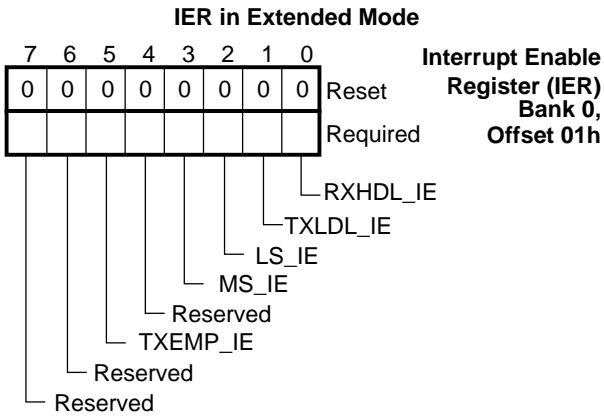 IER in Extended Mode
7 6 5 4 3 2 1 0
Interrupt Enable
Register (IER)
Bank 0,
Offset 01h
0 0 0 0 0 0 0 0 Reset
Required
RXHDL_IE
TXLDL_IE
LS_IE
MS_IE
Reserved
TXEMP_IE
Reserved
Reserved